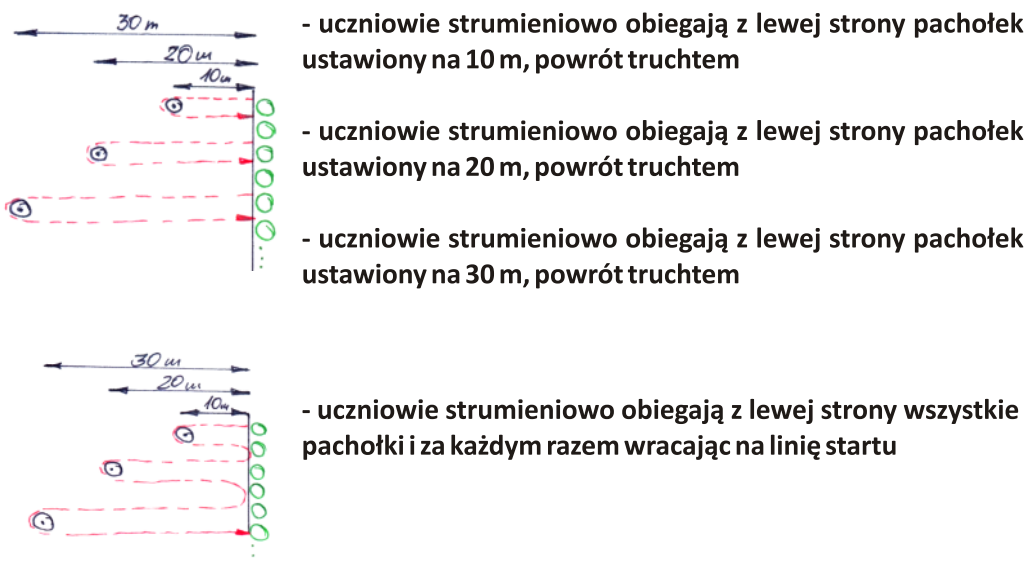 30 m
20 m
10 m
- uczniowie strumieniowo obiegają z lewej strony pachołek
ustawiony na 10 m, powrót truchtem
- uczniowie strumieniowo obiegają z lewej strony pachołek
ustawiony na 20 m, powrót truchtem
- uczniowie strumieniowo obiegają z lewej strony pachołek
ustawiony na 30 m, powrót truchtem
30 m
20 m
10 m
- uczniowie strumieniowo obiegają z lewej strony wszystkie
pachołki i za każdym razem wracając na linię startu